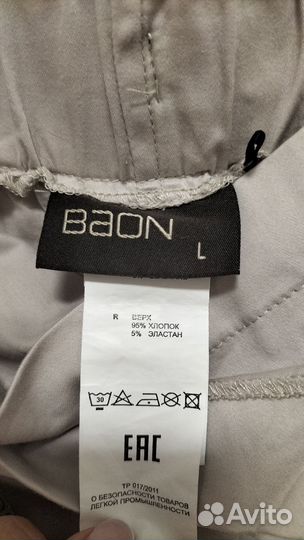 BaON
L
R ВЕРХ
95% ХЛОПОК
5% ЭЛАСТАН
30
EAC
ТР 017/2011
О БЕЗОПАСНОСТИ ТОВАРОВ
ЛЕГКОЙ ПРОМЫШЛЕННОСТИ
Avito